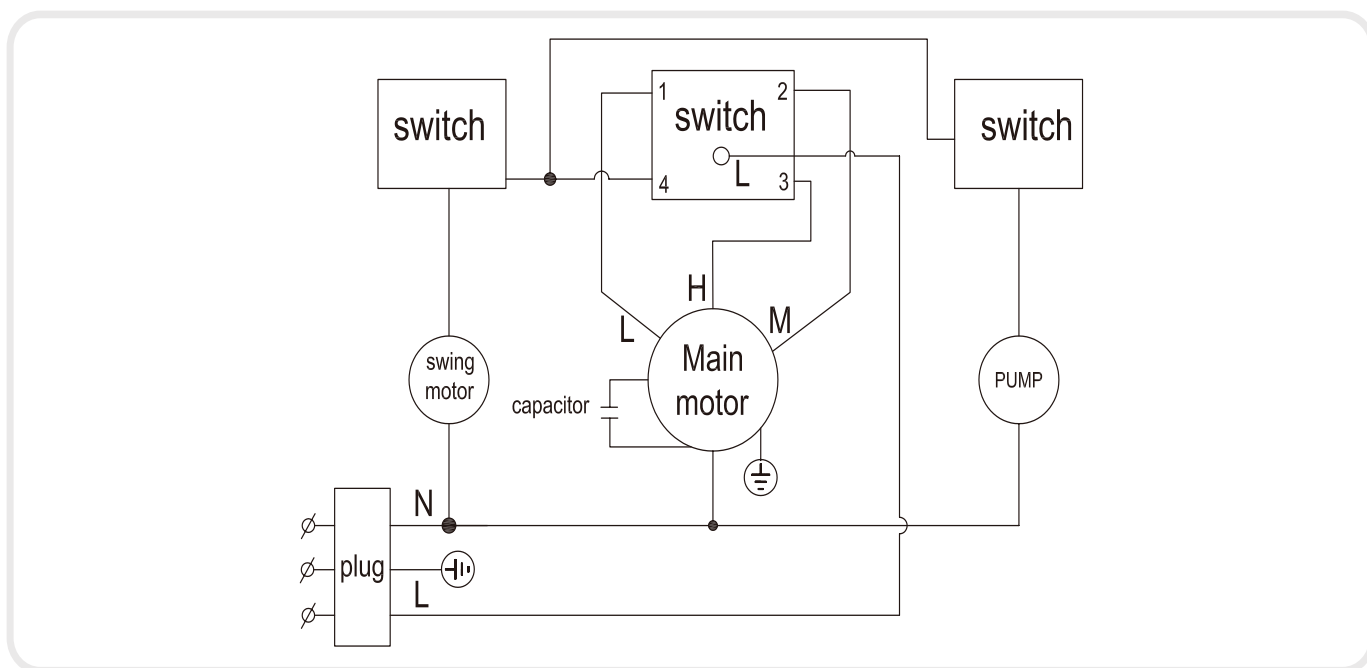 switch
1
2
switch
L
4
3
switch
H
L
M
Main
motor
swing
motor
capacitor
PUMP
N
plug
L